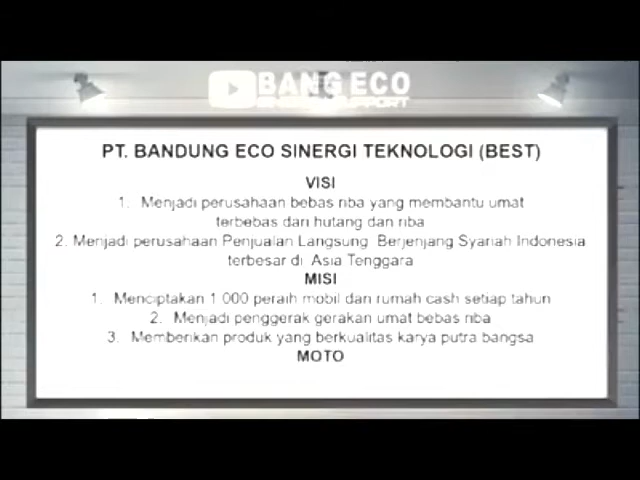 BANG ECO
PT. BANDUNG ECO SINERGI TEKNOLOGI (BEST)
VISI
1. Menjadi perusahaan bebas riba yang membantu umat
terbebas dari hutang dan riba
2. Menjadi perusahaan Penjualan Langsung Berjenjang Syariah Indonesia
terbesar di Asia Tenggara
MISI
1. Menciptakan 1.000 peraih mobil dan rumah cash setiap tahun
2. Menjadi penggerak gerakan umat bebas riba
3. Memberikan produk yang berkualitas karya putra bangsa
MOTO